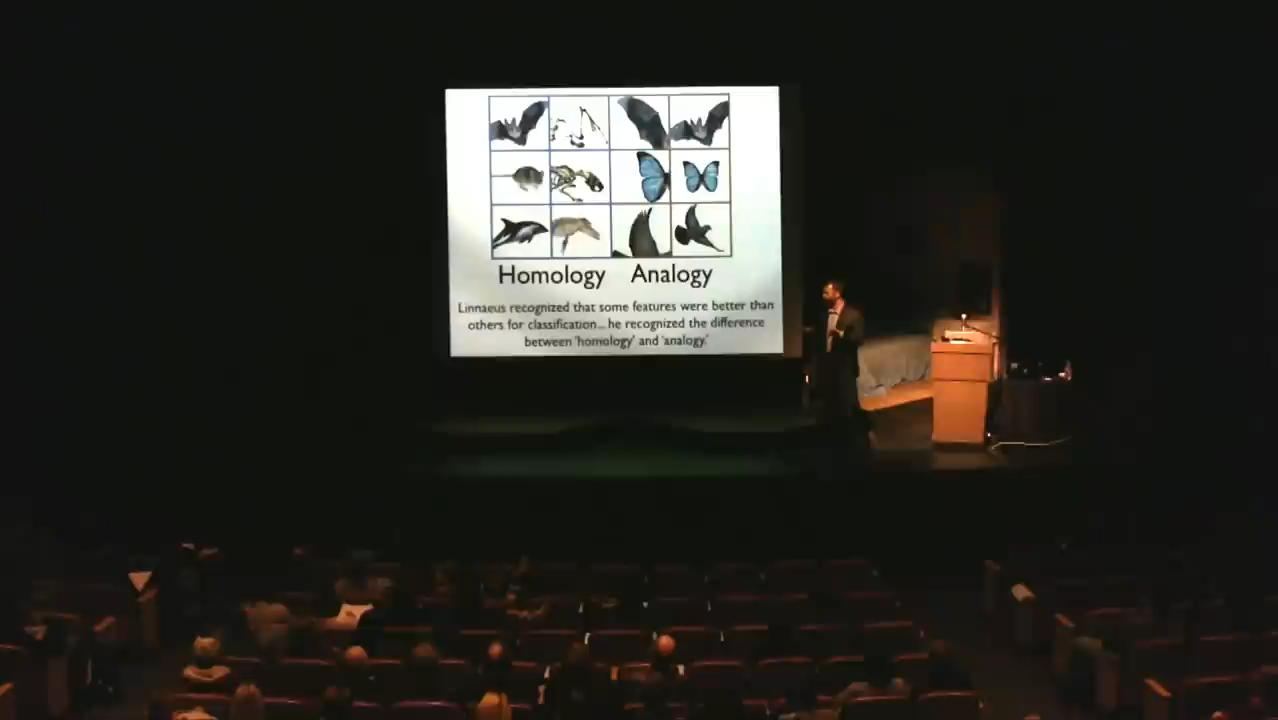 Homology Analogy
Linnaeus recognized that some features were better than
others for classification... he recognized the difference
between 'homology' and 'analogy.'